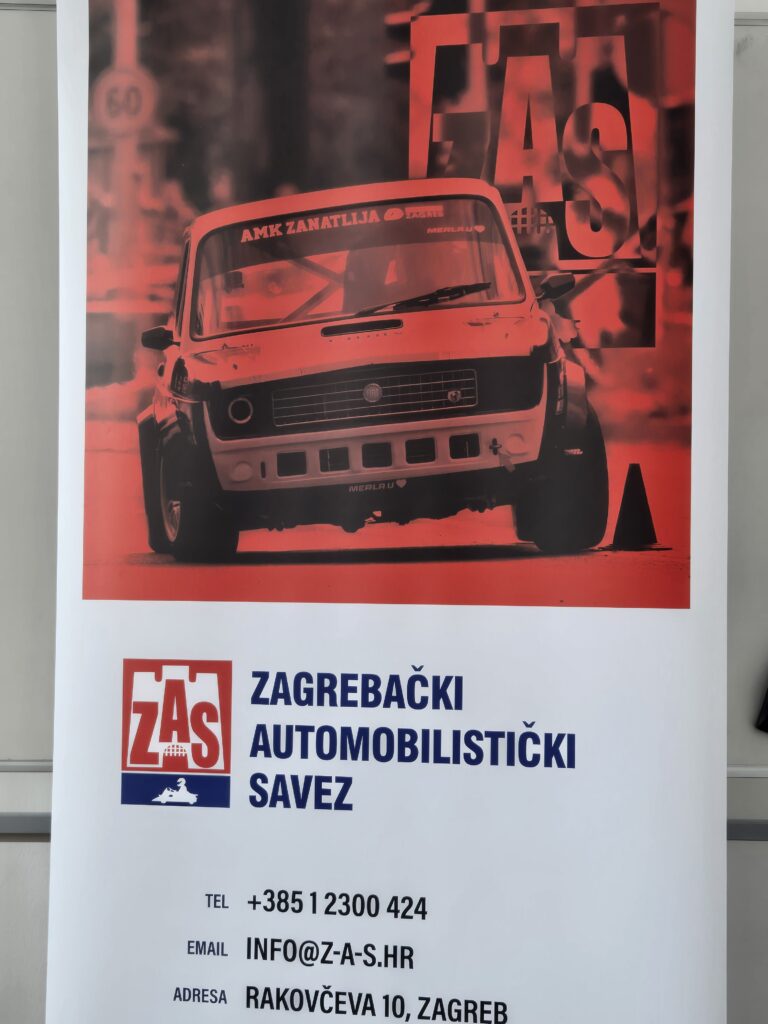 60
ZAS
AMK ZANATLIJA
ZAGREB
MERLAU
MERLAU
ZAS
ZAGREBAČKI
AUTOMOBILISTIČKI
SAVEZ
TEL +385 1 2300 424
EMAIL INFO@Z-A-S.HR
ADRESA RAKOVČEVA 10, ZAGREB